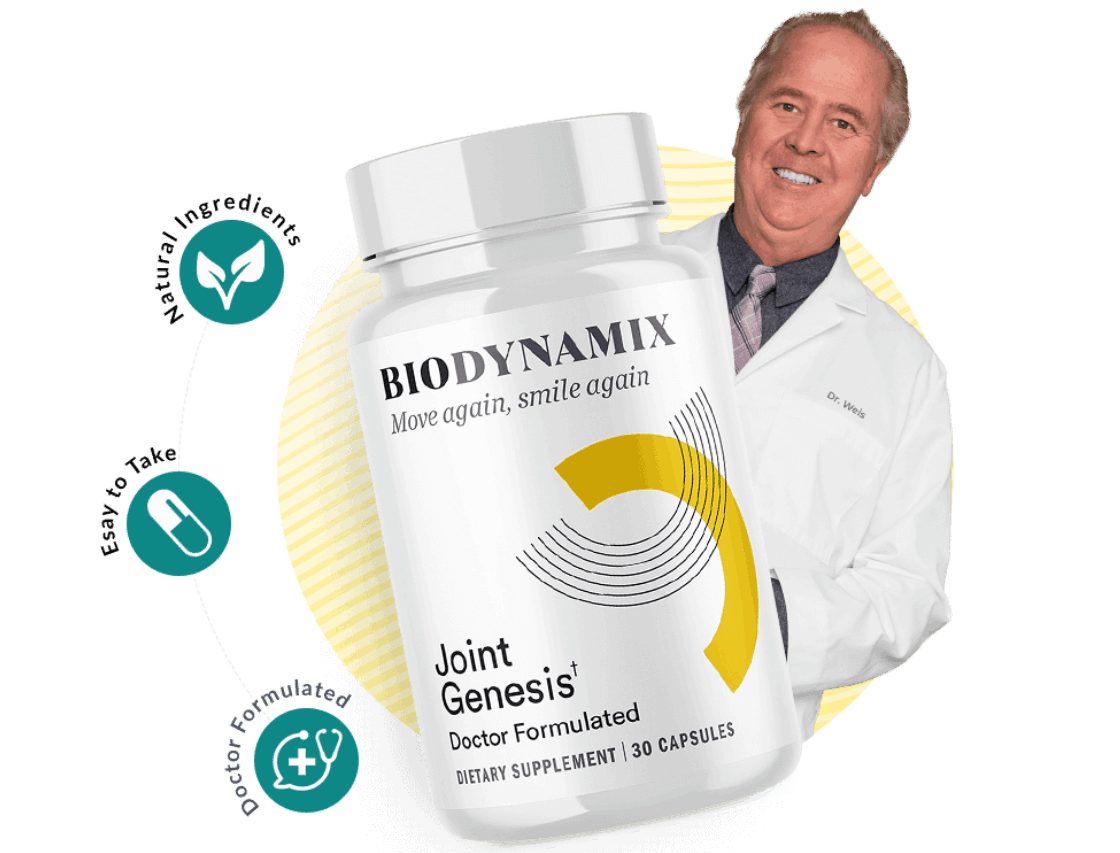 Natural Ingredients
Esay to Take
Doctor Formulated
BIODYNAMIX
Move again, smile again
Joint
Genesis†
Doctor Formulated
DIETARY SUPPLEMENT | 30 CAPSULES
Dr. Weis